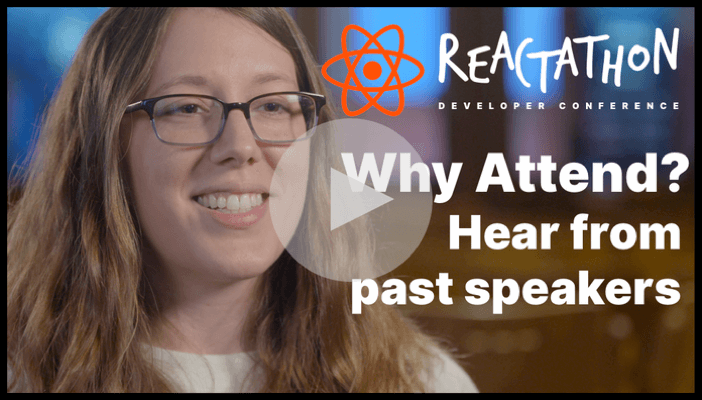 REACTATHON
DEVELOPER CONFERENCE
Why Attend?
Hear from
past speakers